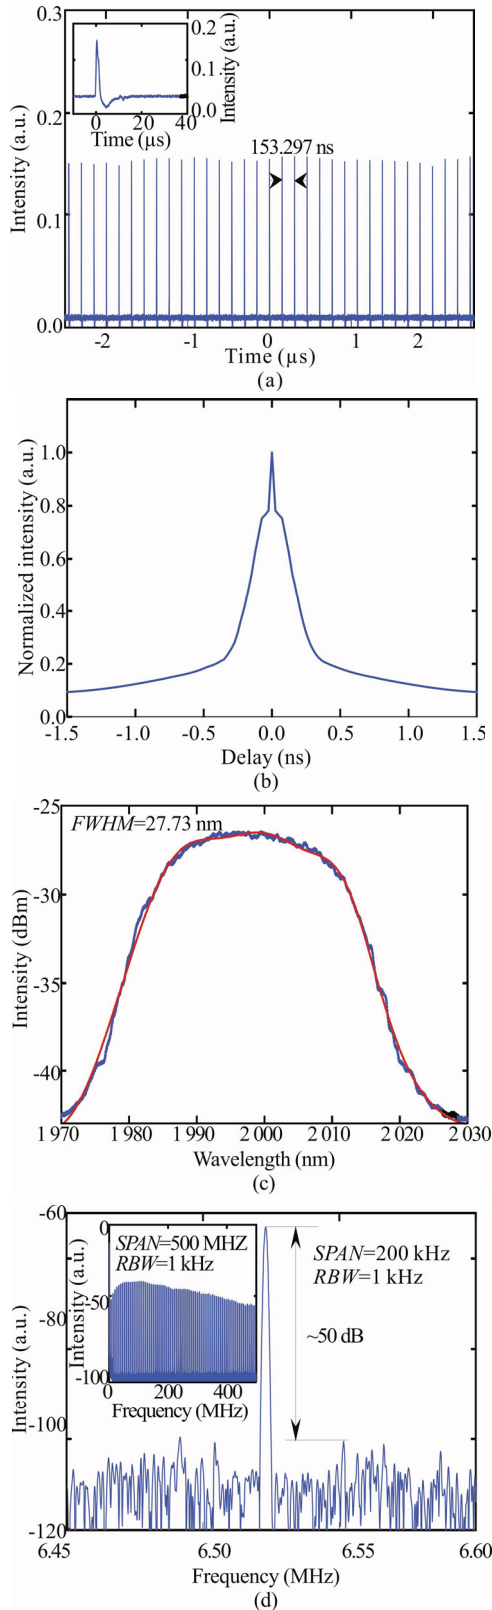 0.3
0.2
0.1
0.0
Intensity (a.u.)
0.2
0.1
0.0
Intensity (a.u.)
0 20 40
Time (µs)
153.297 ns
-2 -1 0 1 2
Time (µs)
(a)
1.0
0.8
0.6
0.4
0.2
0.0
Normalized intensity (a.u.)
-1.5 -1.0 -0.5 0.0 0.5 1.0 1.5
Delay (ns)
(b)
-25
-30
-35
-40
Intensity (dBm)
FWHM=27.73 nm
1 970 1 980 1 990 2 000 2 010 2 020 2 030
Wavelength (nm)
(c)
-60
-80
-100
-120
Intensity (a.u.)
0
-50
-100
Intensity (a.u.)
SPAN=500 MHZ
RBW=1 kHz
0 200 400
Frequency (MHz)
SPAN=200 kHz
RBW=1 kHz
~50 dB
6.45 6.50 6.55 6.60
Frequency (MHz)
(d)